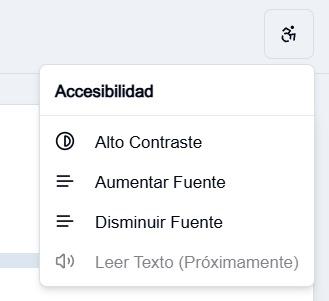 Accesibilidad
Alto Contraste
Aumentar Fuente
Disminuir Fuente
Leer Texto (Próximamente)